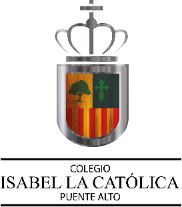 COLEGIO
ISABEL LA CATÓLICA
PUENTE ALTO